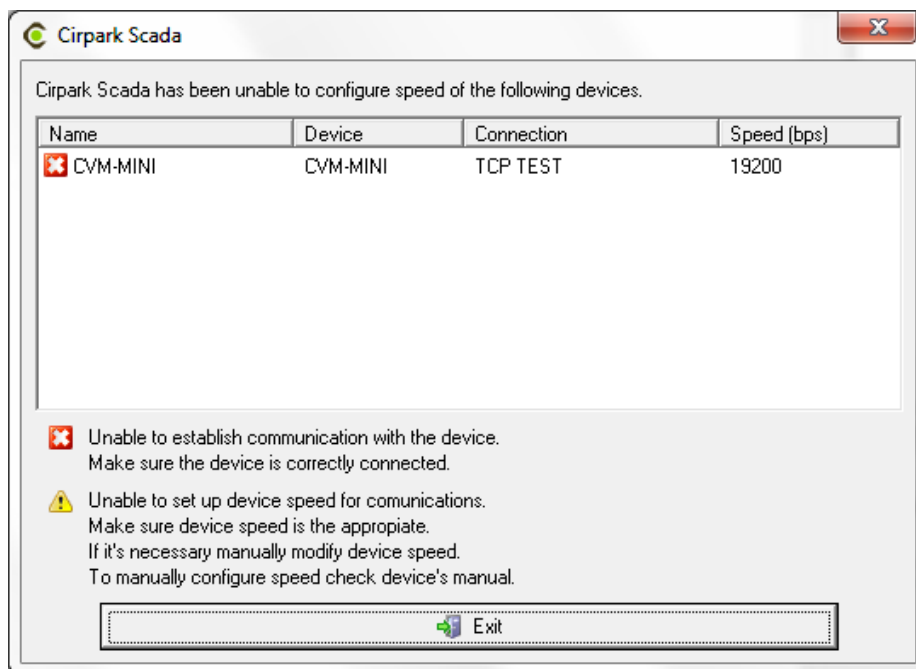 Cirpark Scada
Cirpark Scada has been unable to configure speed of the following devices.
Name Device Connection Speed (bps)
CVM-MINI CVM-MINI TCP TEST 19200
Unable to establish communication with the device.
Make sure the device is correctly connected.
Unable to set up device speed for comunications.
Make sure device speed is the appropiate.
If it's necessary manually modify device speed.
To manually configure speed check device's manual.
Exit